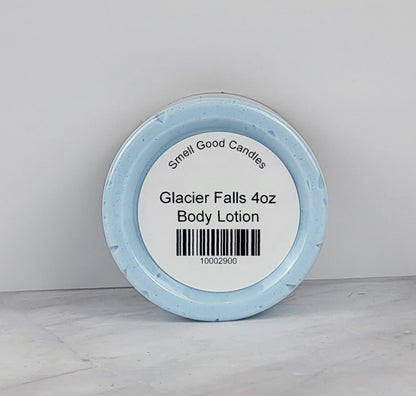 Smell Good Candles
Glacier Falls 4oz
Body Lotion
10002900